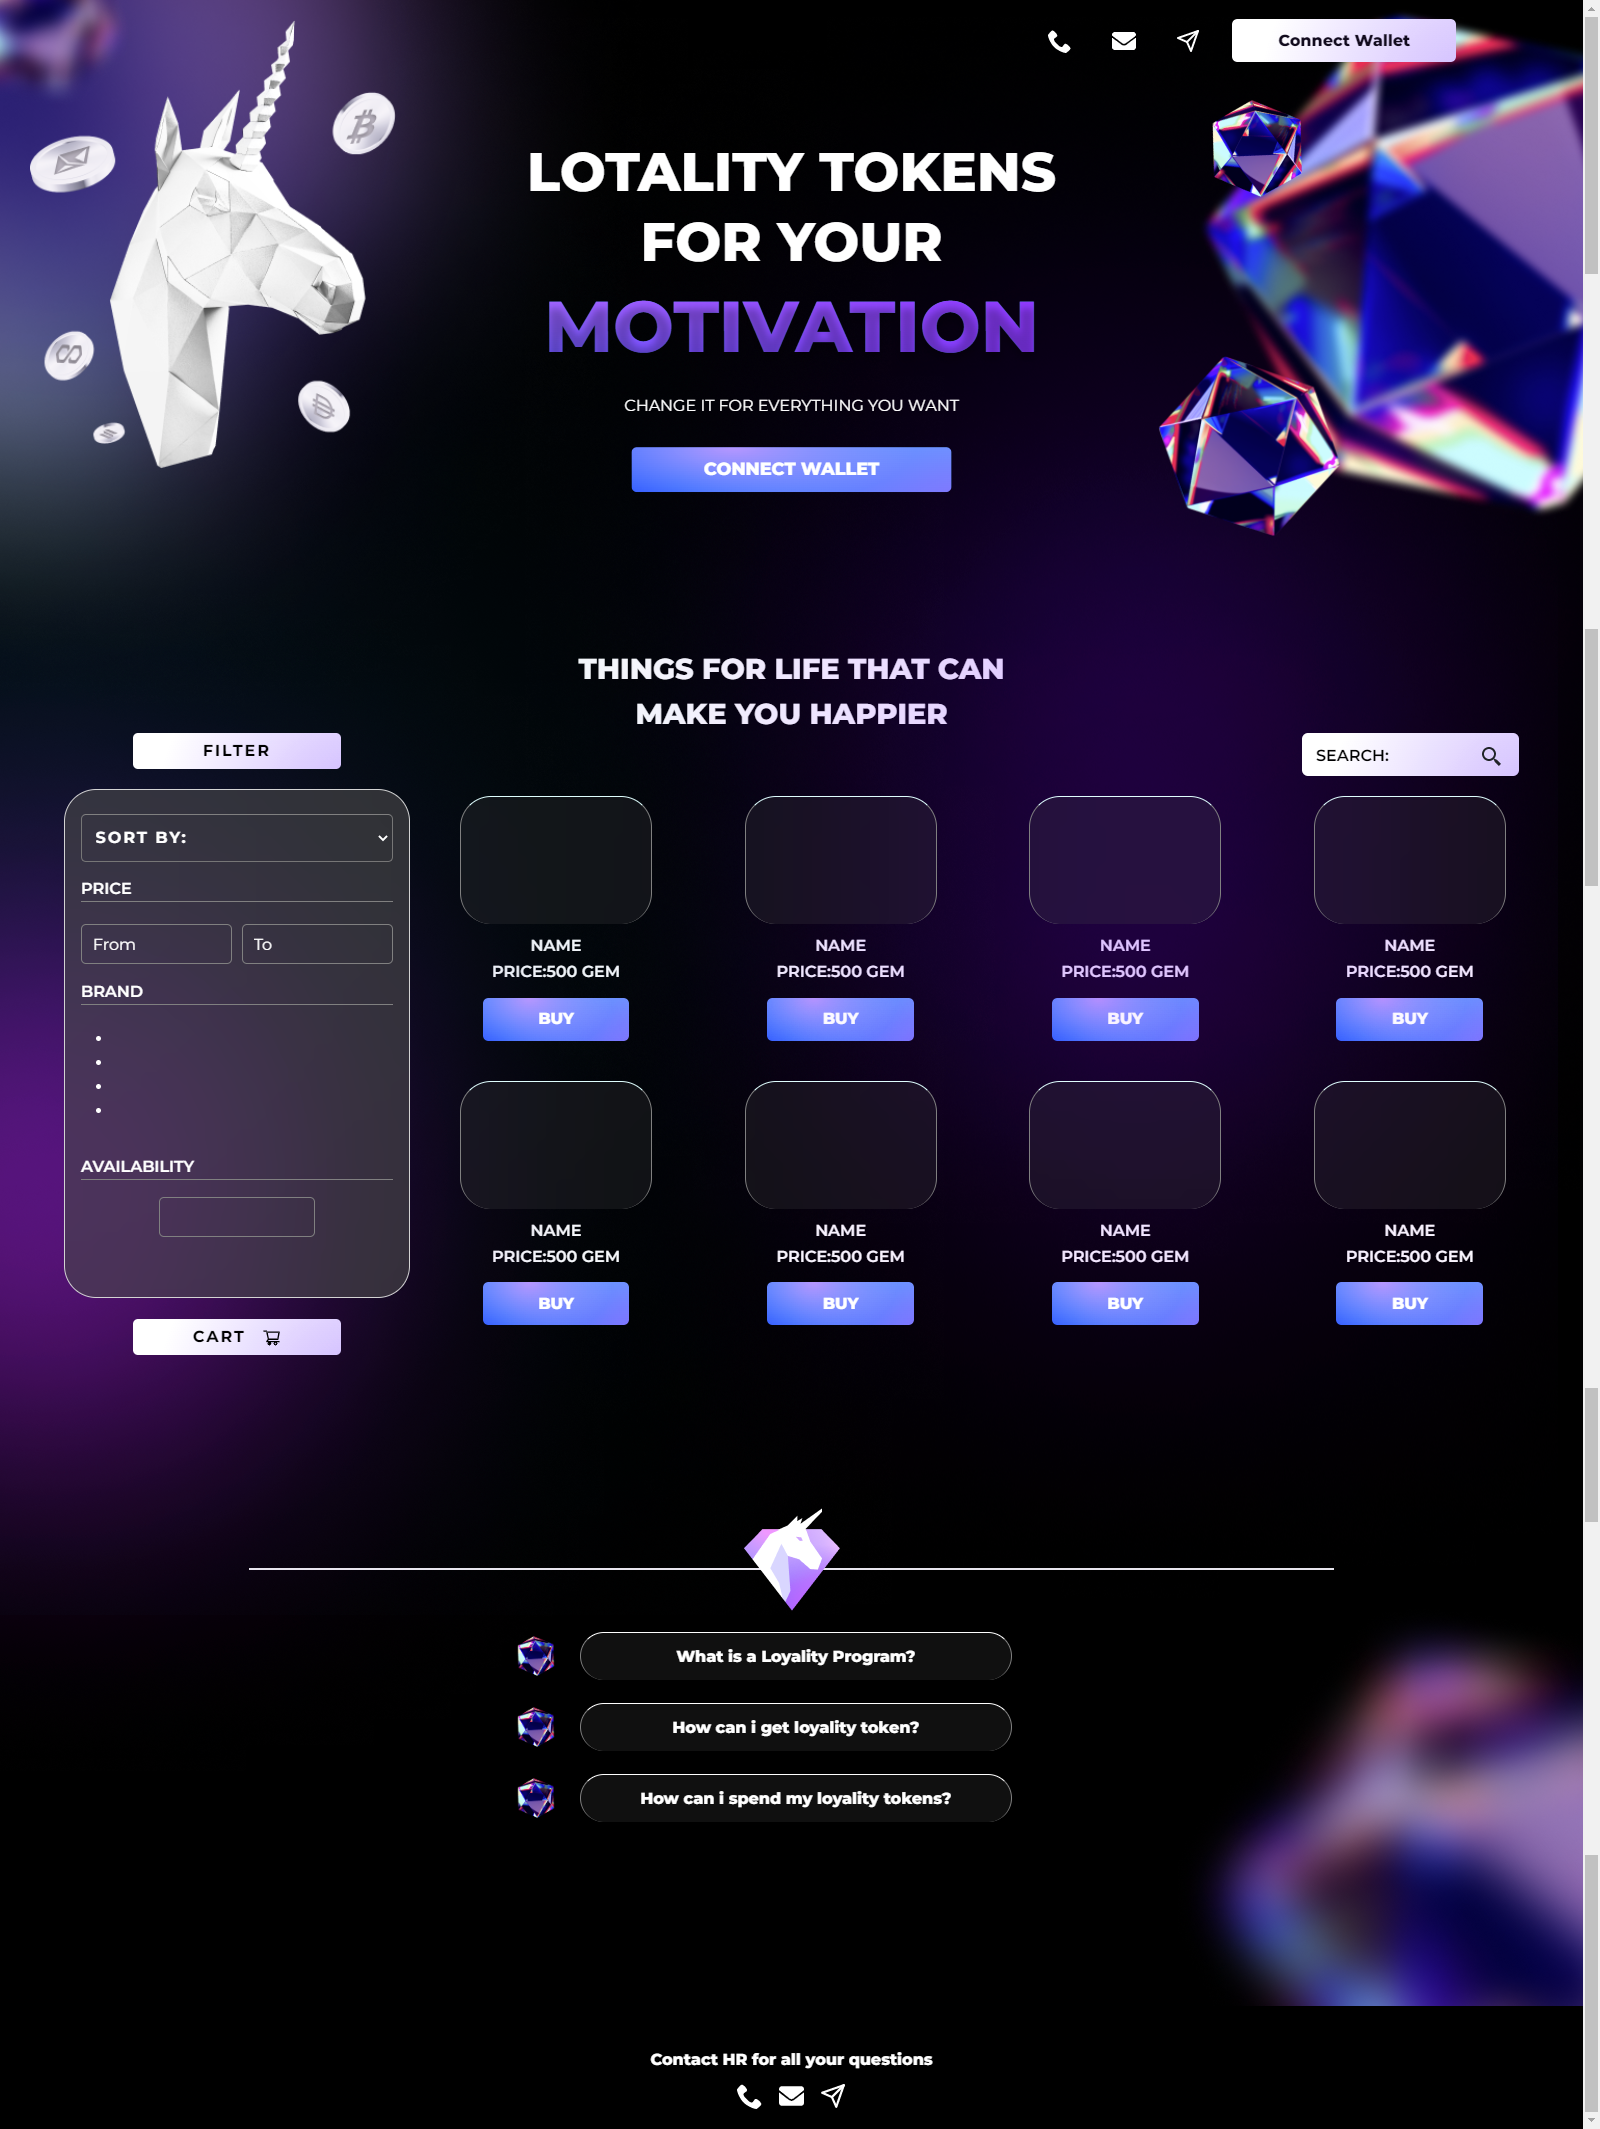 Connect Wallet
LOTALITY TOKENS
FOR YOUR
MOTIVATION
CHANGE IT FOR EVERYTHING YOU WANT
CONNECT WALLET
THINGS FOR LIFE THAT CAN
MAKE YOU HAPPIER
FILTER
SEARCH:
SORT BY:
PRICE
From To
BRAND
AVAILABILITY
CART
NAME NAME NAME NAME
PRICE:500 GEM PRICE:500 GEM PRICE:500 GEM PRICE:500 GEM
BUY BUY BUY BUY
NAME NAME NAME NAME
PRICE:500 GEM PRICE:500 GEM PRICE:500 GEM PRICE:500 GEM
BUY BUY BUY BUY
What is a Loyality Program?
How can i get loyality token?
How can i spend my loyality tokens?
Contact HR for all your questions